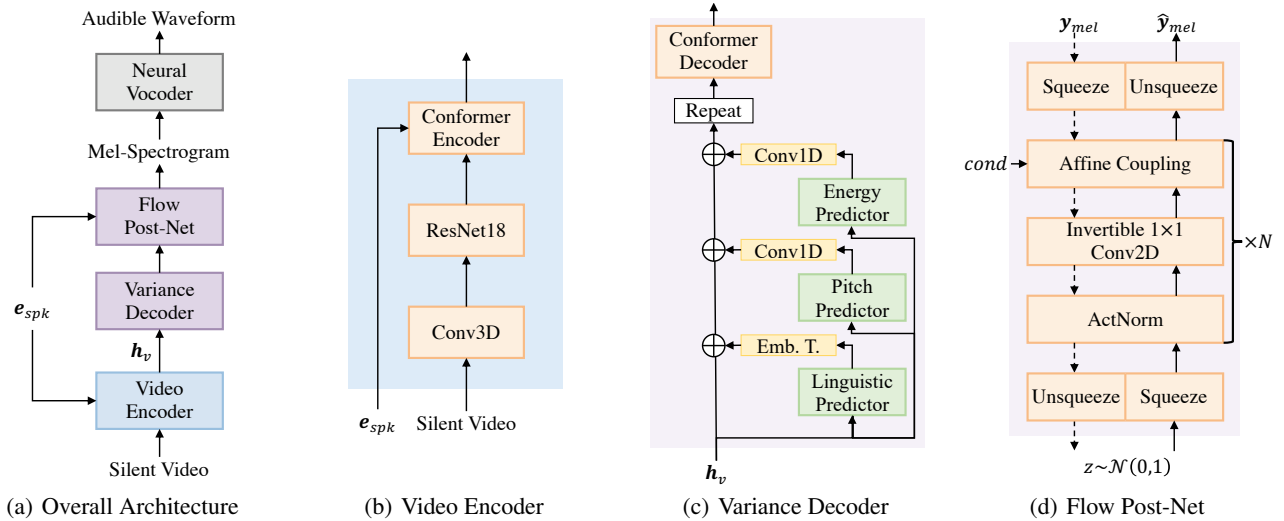 Audible Waveform
Neural
Vocoder
Mel-Spectrogram
Flow
Post-Net
Variance
Decoder
e_spk
h_v
Video
Encoder
Silent Video
(a) Overall Architecture
Conformer
Encoder
ResNet18
Conv3D
e_spk
Silent Video
(b) Video Encoder
Conformer
Decoder
Repeat
Conv1D
Energy
Predictor
Conv1D
Pitch
Predictor
Emb. T.
Linguistic
Predictor
h_v
(c) Variance Decoder
y_mel
ŷ_mel
Squeeze
Unsqueeze
cond
Affine Coupling
Invertible 1×1
Conv2D
×N
ActNorm
Unsqueeze
Squeeze
z~𝒩(0,1)
(d) Flow Post-Net